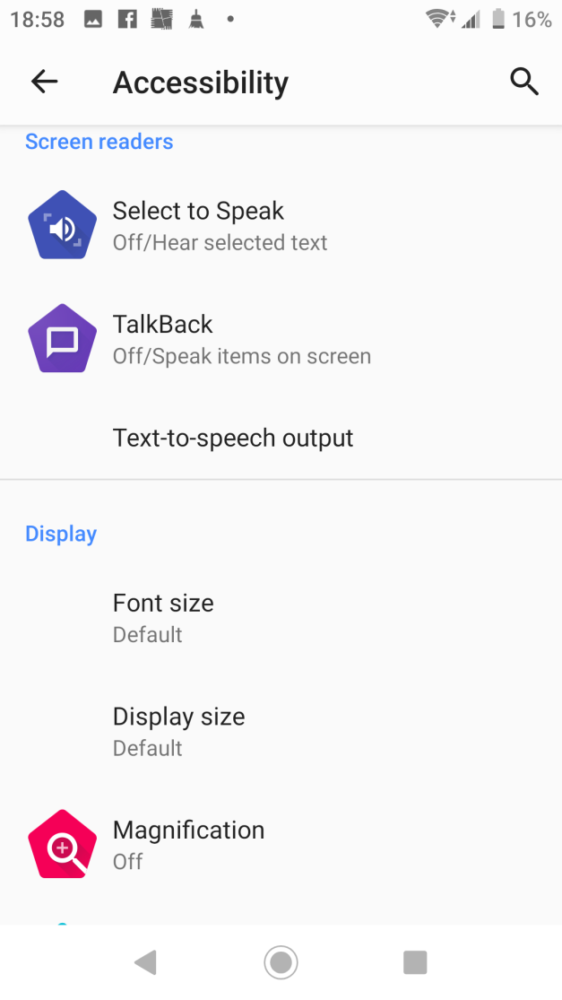 18:58
16%
Accessibility
Screen readers
Select to Speak
Off/Hear selected text
TalkBack
Off/Speak items on screen
Text-to-speech output
Display
Font size
Default
Display size
Default
Magnification
Off